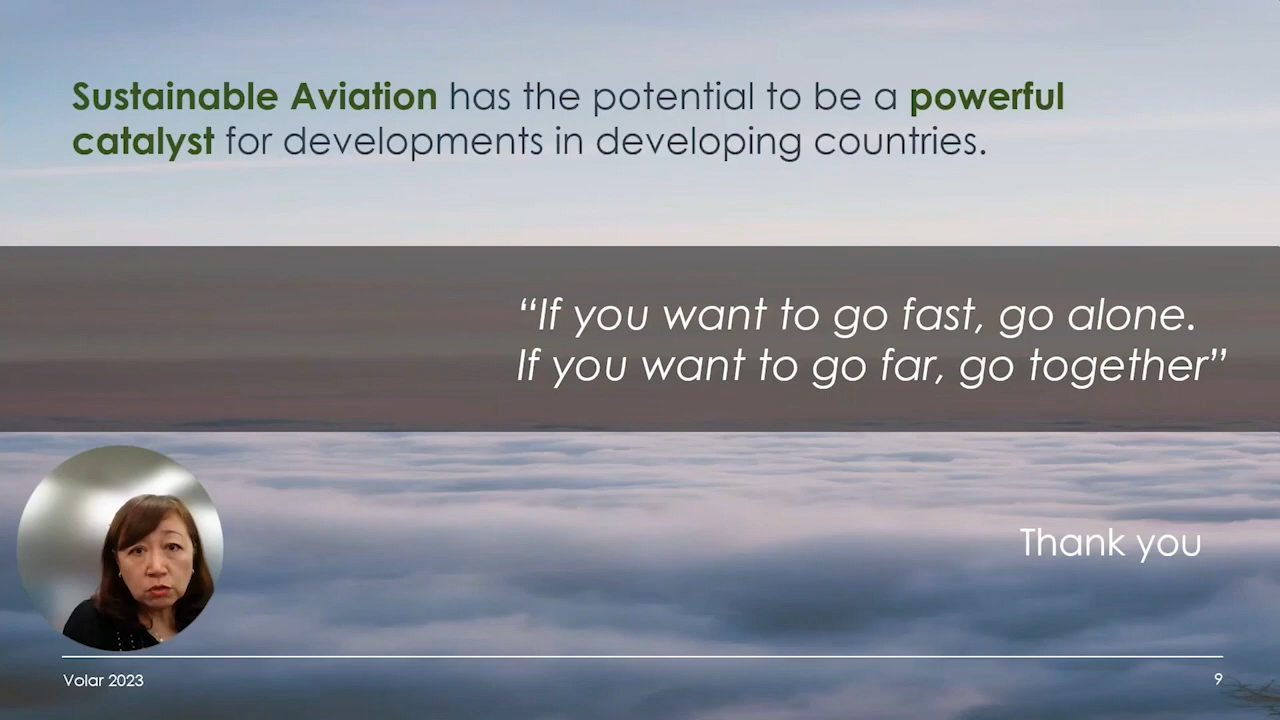 Sustainable Aviation has the potential to be a powerful
catalyst for developments in developing countries.
“If you want to go fast, go alone.
If you want to go far, go together”
Thank you
Volar 2023
9